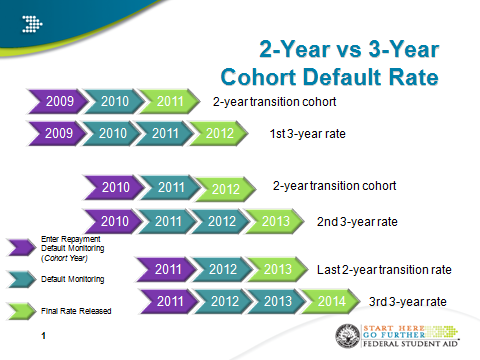 2-Year vs 3-Year
Cohort Default Rate
2009 2010 2011 2-year transition cohort
2009 2010 2011 2012 1st 3-year rate
2010 2011 2012 2-year transition cohort
2010 2011 2012 2013 2nd 3-year rate
Enter Repayment
Default Monitoring
(Cohort Year)
2011 2012 2013 Last 2-year transition rate
Default Monitoring
2011 2012 2013 2014 3rd 3-year rate
Final Rate Released
1
START HERE
GO FURTHER
FEDERAL STUDENT AID